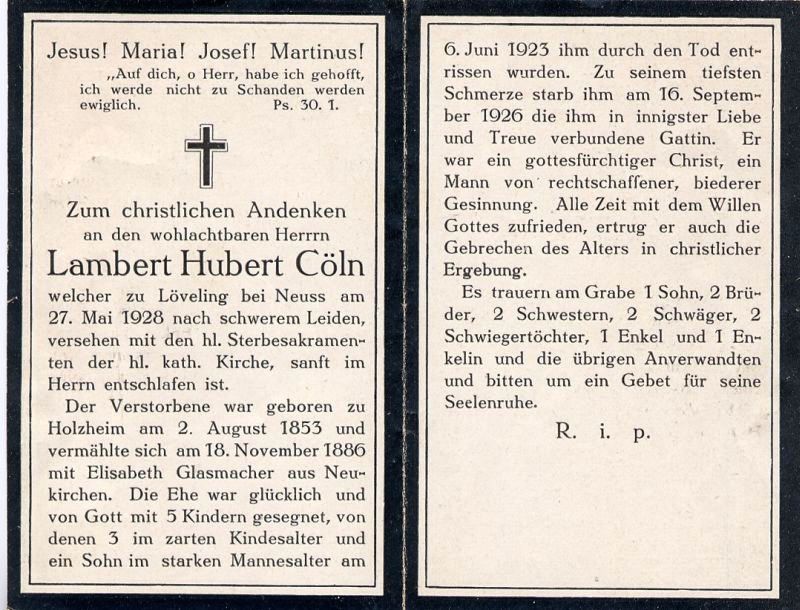 Jesus! Maria! Josef! Martinus!
„Auf dich, o Herr, habe ich gehofft,
ich werde nicht zu Schanden werden
ewiglich. Ps. 30. 1.
Zum christlichen Andenken
an den wohlachtbaren Herrrn
Lambert Hubert Cöln
welcher zu Löveling bei Neuss am
27. Mai 1928 nach schwerem Leiden,
versehen mit den hl. Sterbesakramen-
ten der hl. kath. Kirche, sanft im
Herrn entschlafen ist.
Der Verstorbene war geboren zu
Holzheim am 2. August 1853 und
vermählte sich am 18. November 1886
mit Elisabeth Glasmacher aus Neu-
kirchen. Die Ehe war glücklich und
von Gott mit 5 Kindern gesegnet, von
denen 3 im zarten Kindesalter und
ein Sohn im starken Mannesalter am
6. Juni 1923 ihm durch den Tod ent-
rissen wurden. Zu seinem tiefsten
Schmerze starb ihm am 16. Septem-
ber 1926 die ihm in innigster Liebe
und Treue verbundene Gattin. Er
war ein gottesfürchtiger Christ, ein
Mann von rechtschaffener, biederer
Gesinnung. Alle Zeit mit dem Willen
Gottes zufrieden, ertrug er auch die
Gebrechen des Alters in christlicher
Ergebung.
Es trauern am Grabe 1 Sohn, 2 Brü-
der, 2 Schwestern, 2 Schwäger, 2
Schwiegertöchter, 1 Enkel und 1 En-
kelin und die übrigen Anverwandten
und bitten um ein Gebet für seine
Seelenruhe.
R. i. p.